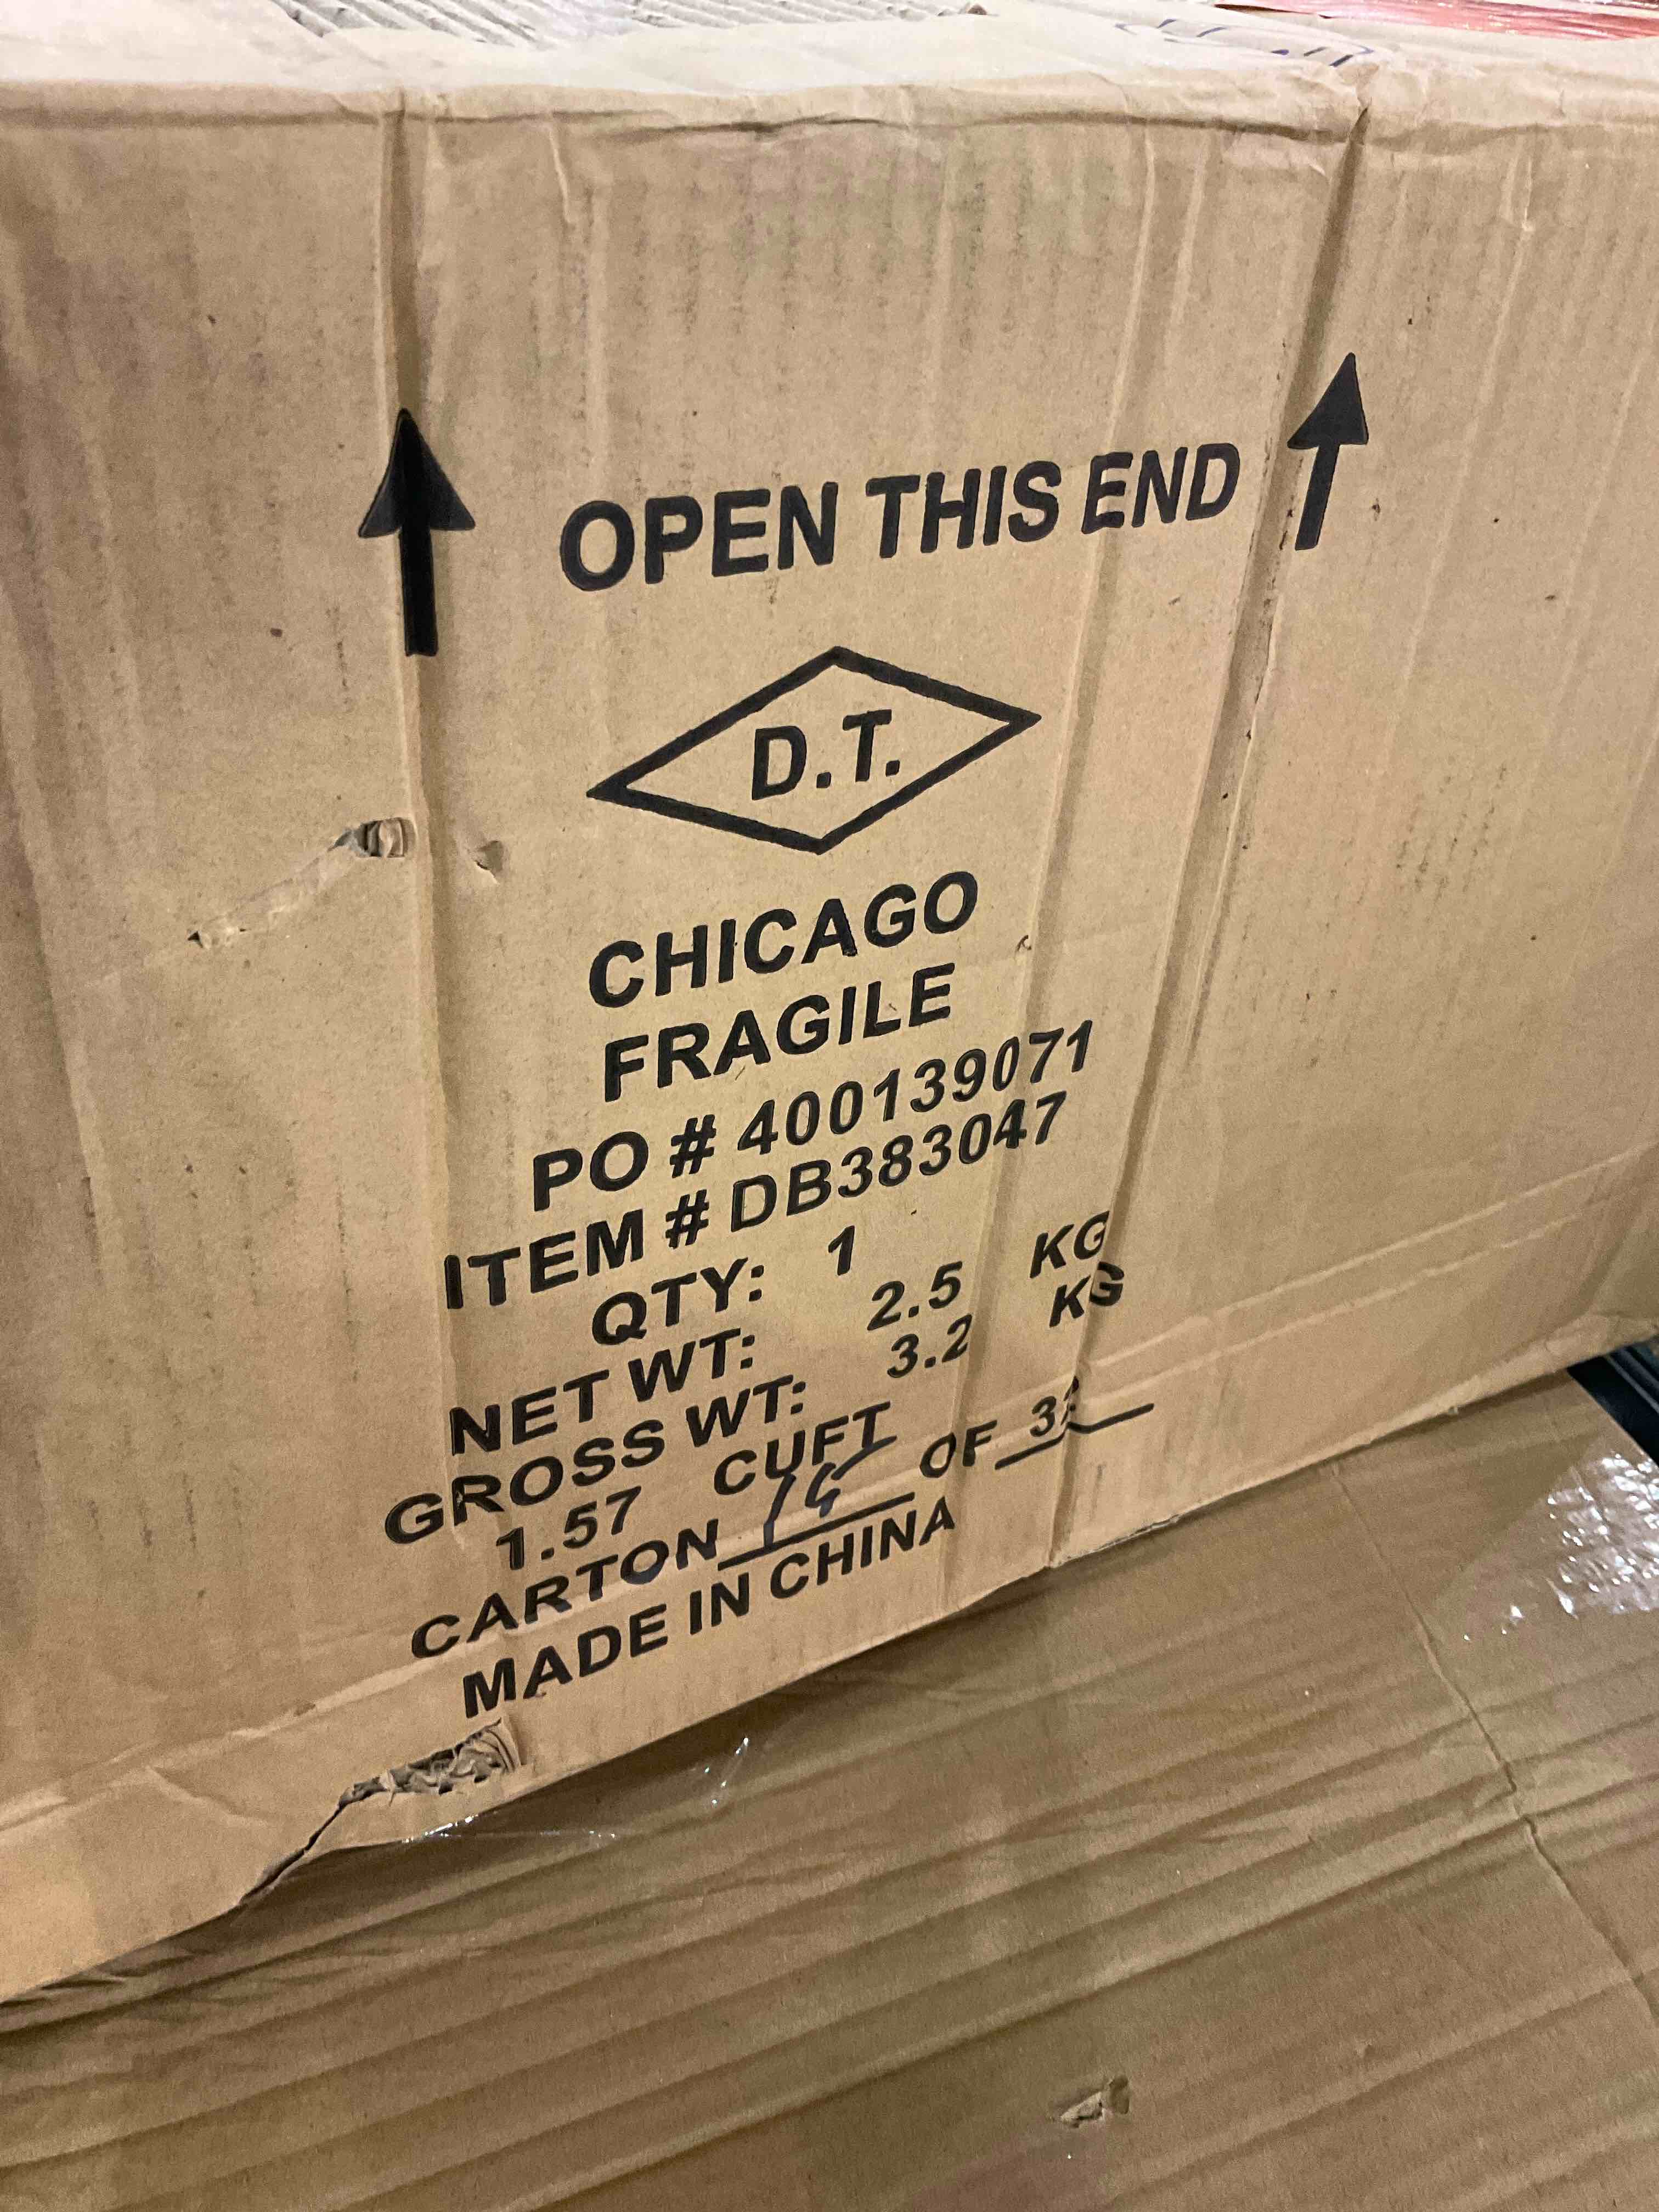 OPEN THIS END
D.T.
CHICAGO
FRAGILE
PO # 400139071
ITEM # DB383047
QTY: 1
NET WT: 2.5 KG
GROSS WT: 3.2 KG
1.57 CUFT
CARTON OF
MADE IN CHINA